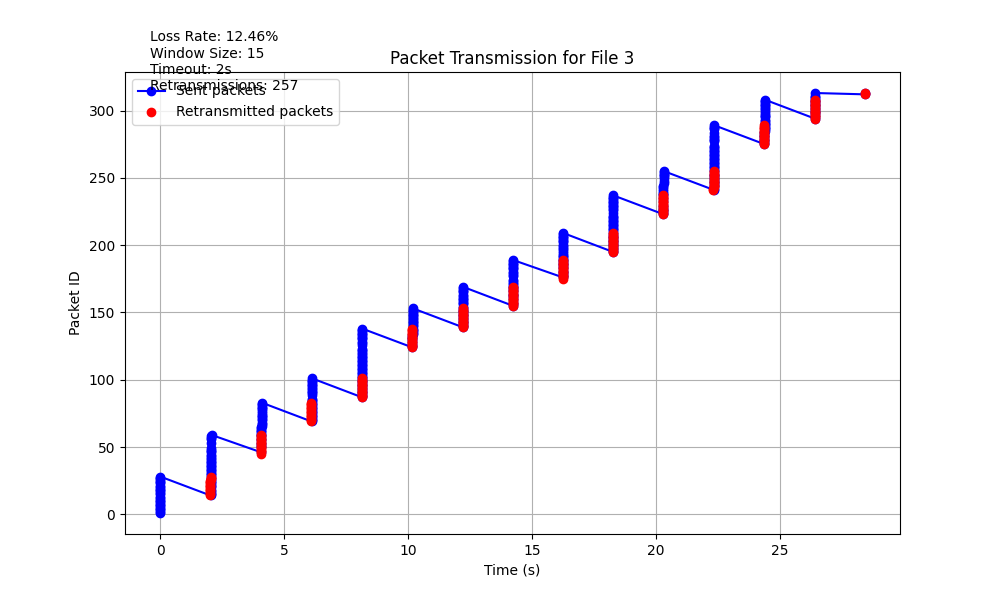 Loss Rate: 12.46%
Window Size: 15
Timeout: 2s
Retransmissions: 257
Packet Transmission for File 3
Sent packets
Retransmitted packets
Packet ID
300
250
200
150
100
50
0
0 5 10 15 20 25
Time (s)